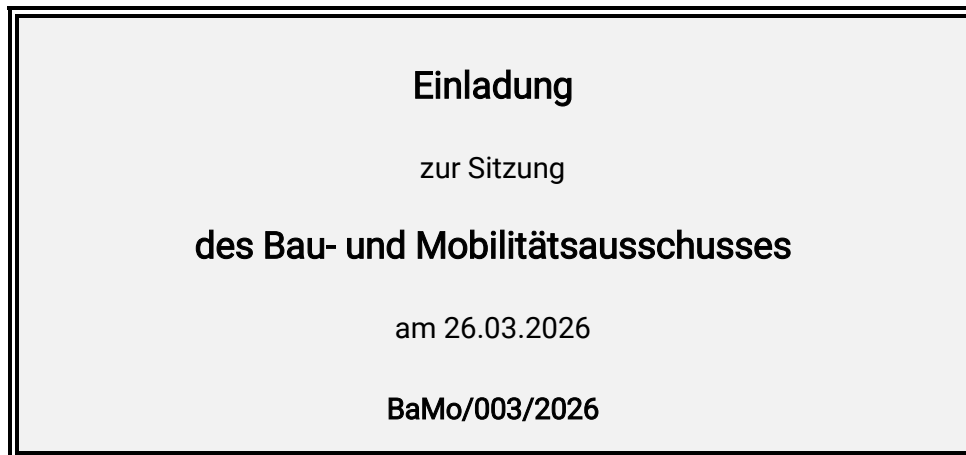 Einladung
zur Sitzung
des Bau- und Mobilitätsausschusses
am 26.03.2026
BaMo/003/2026